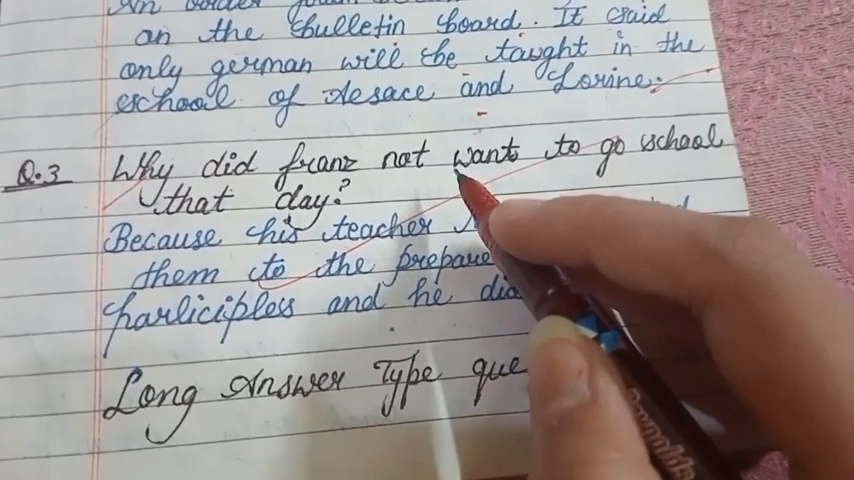 on the bulletin board. It said
only german will be taught in the
school of Alsace and Lorine.
Q.3 Why did franz not wants to go school
that day?
Because his teacher
them to the prepare
participless and he di
Long Answer Type que
Reynolds